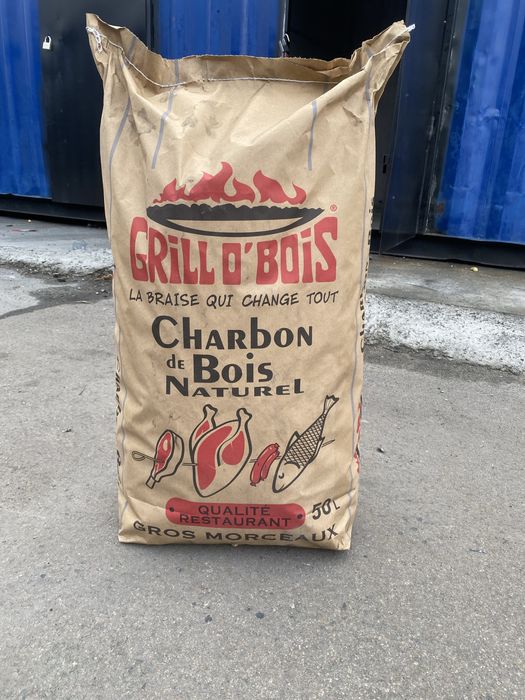 GRILL O'BOIS®
LA BRAISE QUI CHANGE TOUT
CHARBON
DE BOIS
NATUREL
QUALITÉ
RESTAURANT
50L
GROS MORCEAUX